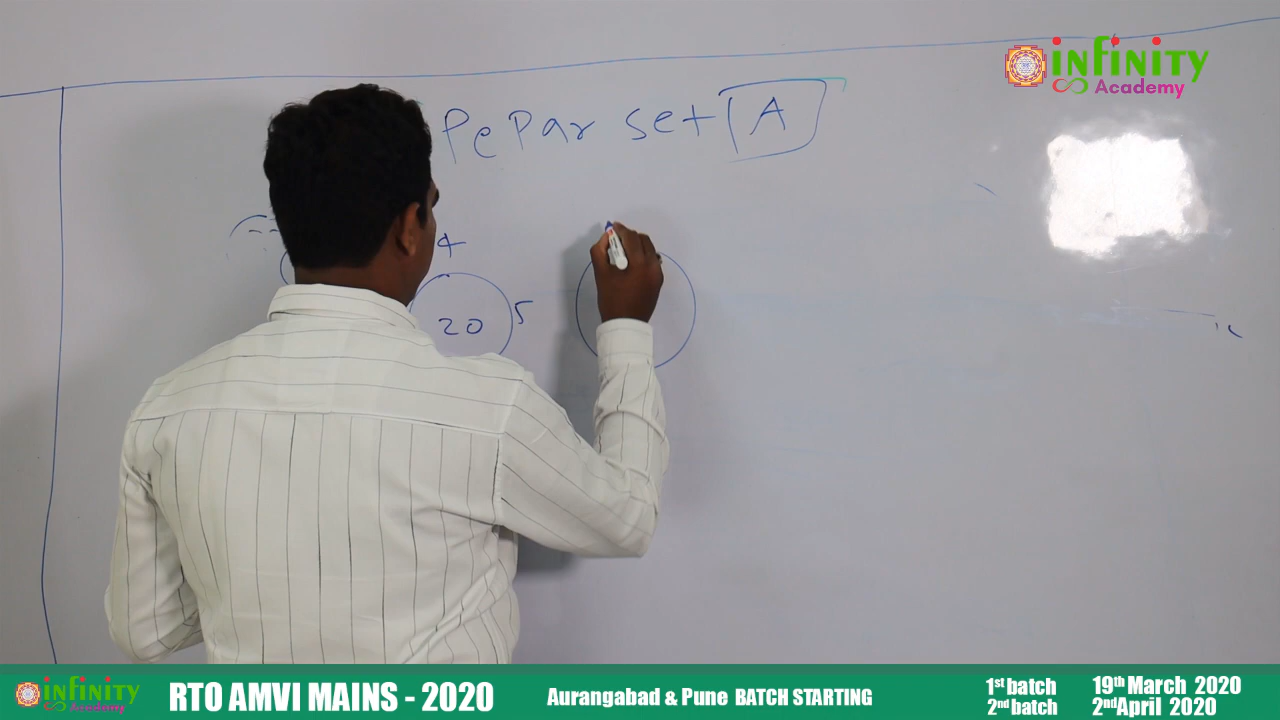 infinity
Academy
PePar set A
4
20 5
infinity
Academy
RTO AMVI MAINS - 2020
Aurangabad & Pune BATCH STARTING
1st batch 19th March 2020
2nd batch 2nd April 2020